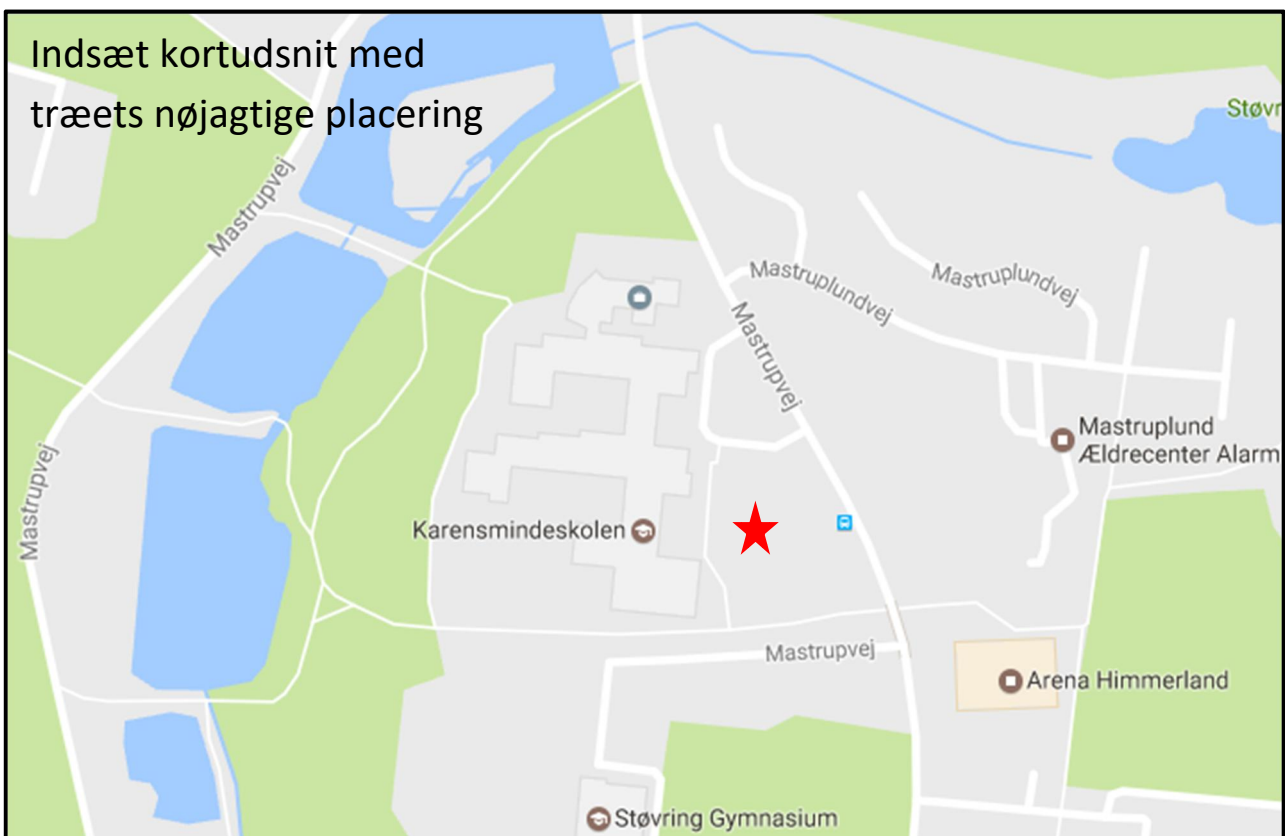 Indsæt kortudsnit med
træets nøjagtige placering
Støvr
Mastrupvej
Mastruplundvej
Mastruplundvej
Mastrupvej
Mastruplund
Ældrecenter Alarm
Mastrupvej
Karensmindeskolen
Mastrupvej
Arena Himmerland
Støvring Gymnasium